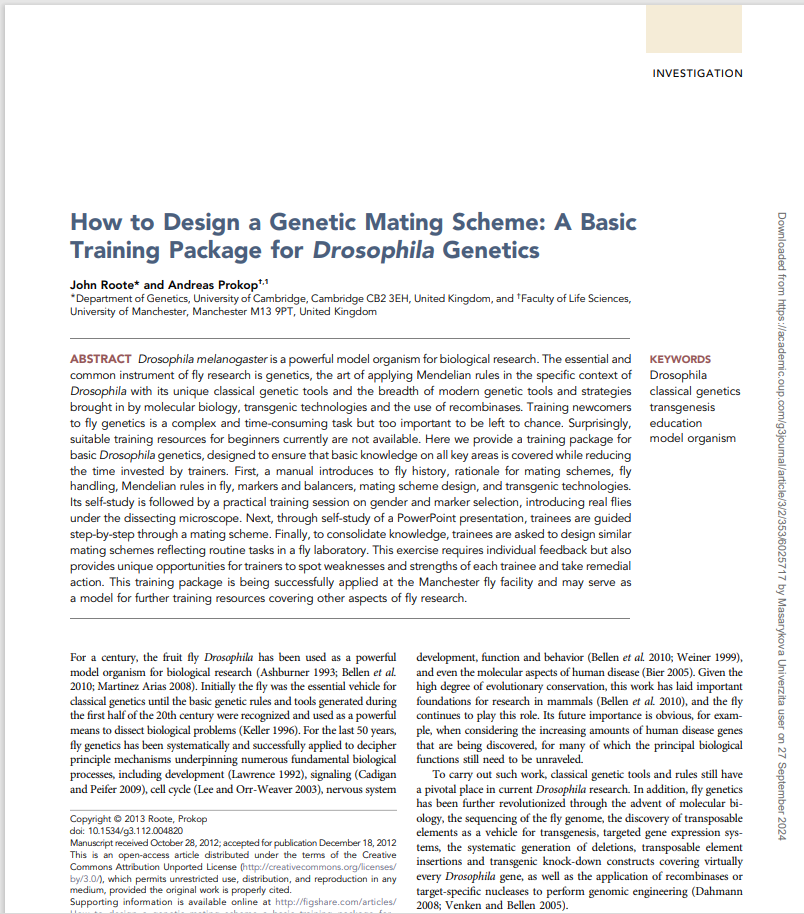 INVESTIGATION
How to Design a Genetic Mating Scheme: A Basic
Training Package for Drosophila Genetics
John Roote* and Andreas Prokop†,1
*Department of Genetics, University of Cambridge, Cambridge CB2 3EH, United Kingdom, and †Faculty of Life Sciences,
University of Manchester, Manchester M13 9PT, United Kingdom
ABSTRACT Drosophila melanogaster is a powerful model organism for biological research. The essential and
common instrument of fly research is genetics, the art of applying Mendelian rules in the specific context of
Drosophila with its unique classical genetic tools and the breadth of modern genetic tools and strategies
brought in by molecular biology, transgenic technologies and the use of recombinases. Training newcomers
to fly genetics is a complex and time-consuming task but too important to be left to chance. Surprisingly,
suitable training resources for beginners currently are not available. Here we provide a training package for
basic Drosophila genetics, designed to ensure that basic knowledge on all key areas is covered while reducing
the time invested by trainers. First, a manual introduces to fly history, rationale for mating schemes, fly
handling, Mendelian rules in fly, markers and balancers, mating scheme design, and transgenic technologies.
Its self-study is followed by a practical training session on gender and marker selection, introducing real flies
under the dissecting microscope. Next, through self-study of a PowerPoint presentation, trainees are guided
step-by-step through a mating scheme. Finally, to consolidate knowledge, trainees are asked to design similar
mating schemes reflecting routine tasks in a fly laboratory. This exercise requires individual feedback but also
provides unique opportunities for trainers to spot weaknesses and strengths of each trainee and take remedial
action. This training package is being successfully applied at the Manchester fly facility and may serve as
a model for further training resources covering other aspects of fly research.
KEYWORDS
Drosophila
classical genetics
transgenesis
education
model organism
For a century, the fruit fly Drosophila has been used as a powerful
model organism for biological research (Ashburner 1993; Bellen et al.
2010; Martinez Arias 2008). Initially the fly was the essential vehicle for
classical genetics until the basic genetic rules and tools generated during
the first half of the 20th century were recognized and used as a powerful
means to dissect biological problems (Keller 1996). For the last 50 years,
fly genetics has been systematically and successfully applied to decipher
principle mechanisms underpinning numerous fundamental biological
processes, including development (Lawrence 1992), signaling (Cadigan
and Peifer 2009), cell cycle (Lee and Orr-Weaver 2003), nervous system
Copyright © 2013 Roote, Prokop
doi: 10.1534/g3.112.004820
Manuscript received October 28, 2012; accepted for publication December 18, 2012
This is an open-access article distributed under the terms of the Creative
Commons Attribution Unported License (http://creativecommons.org/licenses/
by/3.0/), which permits unrestricted use, distribution, and reproduction in any
medium, provided the original work is properly cited.
Supporting information is available online at http://figshare.com/articles/
development, function and behavior (Bellen et al. 2010; Weiner 1999),
and even the molecular aspects of human disease (Bier 2005). Given the
high degree of evolutionary conservation, this work has laid important
foundations for research in mammals (Bellen et al. 2010), and the fly
continues to play this role. Its future importance is obvious, for exam-
ple, when considering the increasing amounts of human disease genes
that are being discovered, for many of which the principal biological
functions still need to be unraveled.
To carry out such work, classical genetic tools and rules still have
a pivotal place in current Drosophila research. In addition, fly genetics
has been further revolutionized through the advent of molecular bi-
ology, the sequencing of the fly genome, the discovery of transposable
elements as a vehicle for transgenesis, targeted gene expression sys-
tems, the systematic generation of deletions, transposable element
insertions and transgenic knock-down constructs covering virtually
every Drosophila gene, as well as the application of recombinases or
target-specific nucleases to perform genomic engineering (Dahmann
2008; Venken and Bellen 2005).
Downloaded from https://academic.oup.com/g3journal/article/3/2/353/6025717 by Masarykova Univerzita user on 27 September 2024